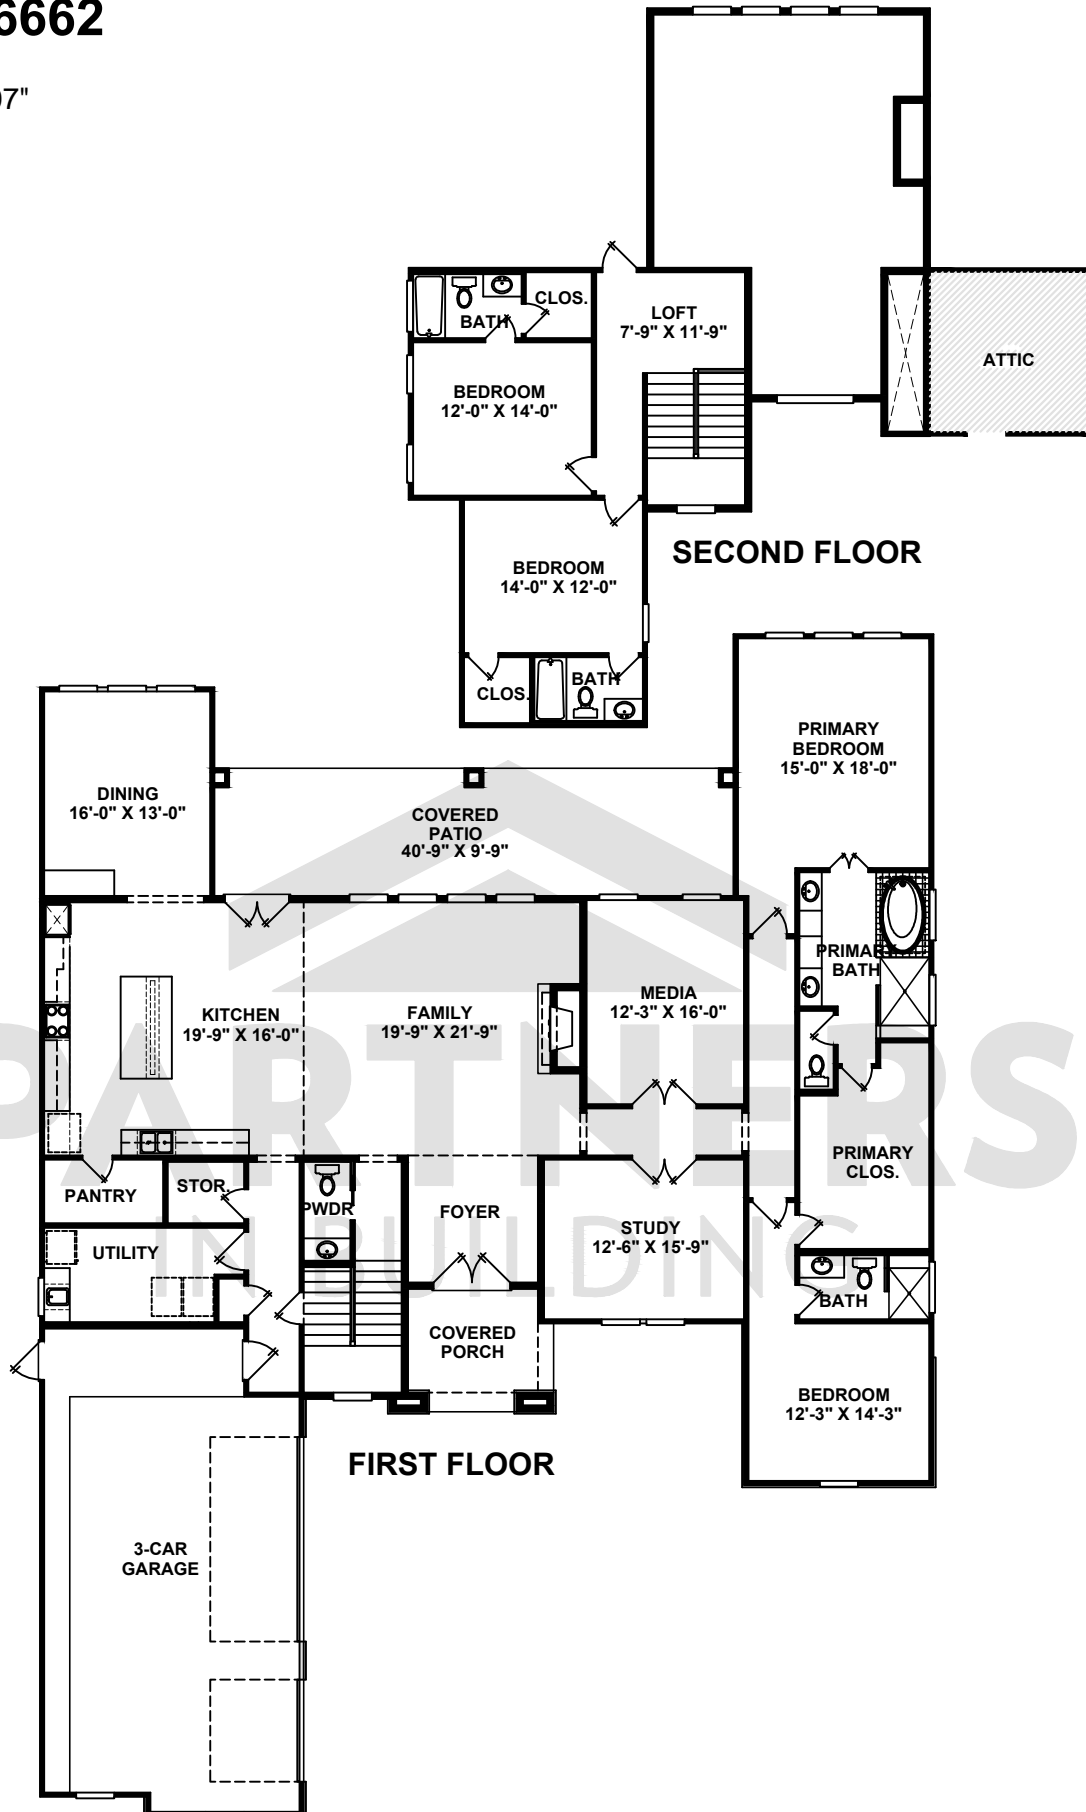 6662
07"
CLOS.
BATH
LOFT
7'-9" X 11'-9"
ATTIC
BEDROOM
12'-0" X 14'-0"
SECOND FLOOR
BEDROOM
14'-0" X 12'-0"
BATH
CLOS.
PRIMARY
BEDROOM
15'-0" X 18'-0"
DINING
16'-0" X 13'-0"
COVERED
PATIO
40'-9" X 9'-9"
PRIMARY
BATH
KITCHEN
19'-9" X 16'-0"
FAMILY
19'-9" X 21'-9"
MEDIA
12'-3" X 16'-0"
PARTNERS
IN BUILDING
PRIMARY
CLOS.
PANTRY
STOR.
PWDR
FOYER
STUDY
12'-6" X 15'-9"
UTILITY
BATH
COVERED
PORCH
BEDROOM
12'-3" X 14'-3"
FIRST FLOOR
3-CAR
GARAGE